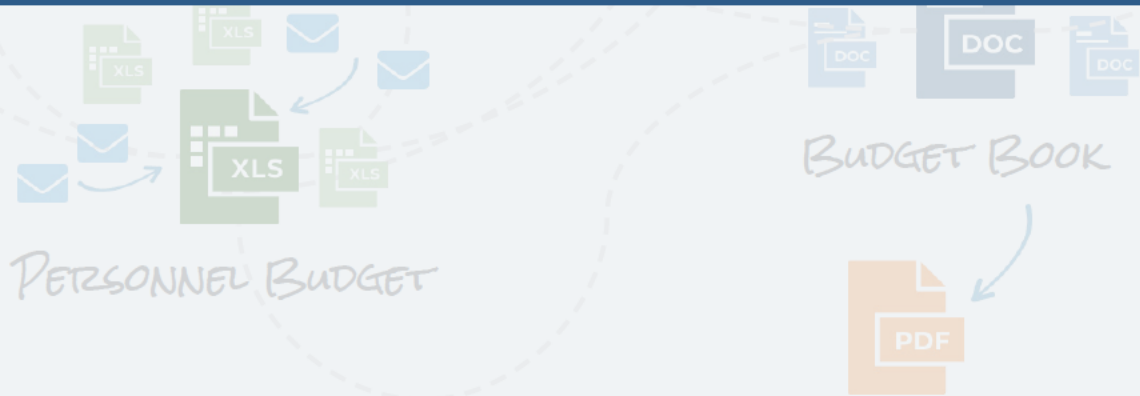 XLS
XLS
DOC
DOC
DOC
XLS
XLS
BUDGET BOOK
PERSONNEL BUDGET
PDF